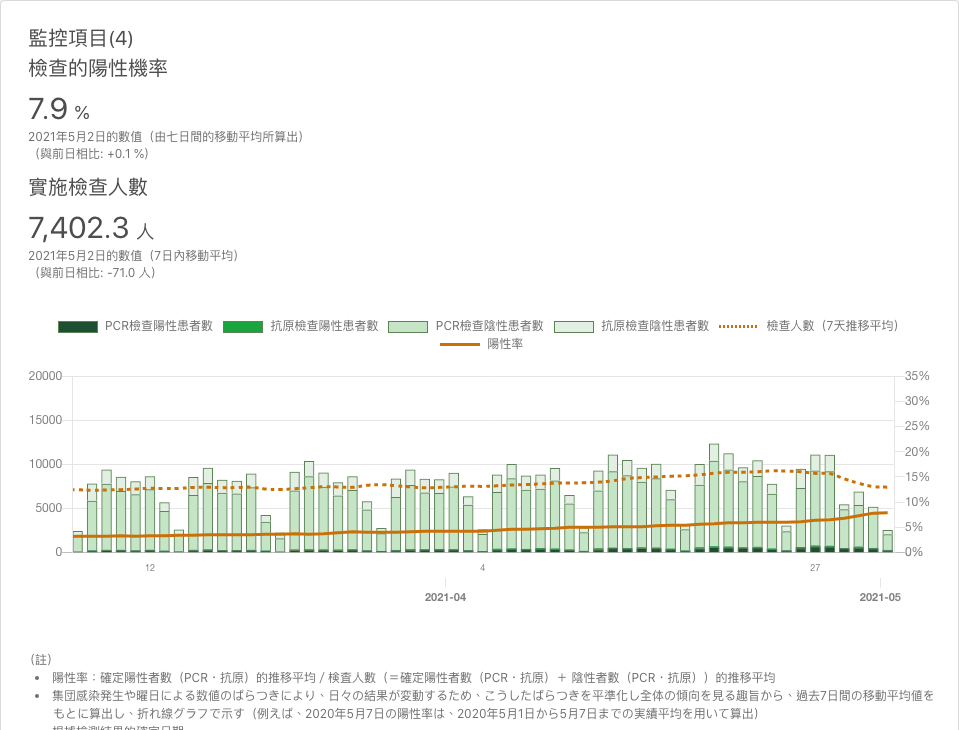 監控項目(4)
檢查的陽性機率
7.9 %
2021年5月2日的數值（由七日間的移動平均所算出）
（與前日相比: +0.1 %)
實施檢查人數
7,402.3 人
2021年5月2日的數值（7日內移動平均）
（與前日相比: -71.0 人）
PCR檢查陽性患者數 抗原檢查陽性患者數 PCR檢查陰性患者數 抗原檢查陰性患者數 檢查人數（7天推移平均）
陽性率
20000 35%
30%
15000 25%
20%
10000 15%
10%
5000 5%
0 0%
12 4 27
2021-04 2021-05
（註）
• 陽性率：確定陽性者數（PCR・抗原）的推移平均 / 検査人數（＝確定陽性者數（PCR・抗原）＋ 陰性者數（PCR・抗原））的推移平均
• 集団感染発生や曜日による数値のばらつきにより、日々の結果が変動するため、こうしたばらつきを平準化し全体の傾向を見る趣旨から、過去7日間の移動平均値を
もとに算出し、折れ線グラフで示す（例えば、2020年5月7日の陽性率は、2020年5月1日から5月7日までの実績平均を用いて算出）